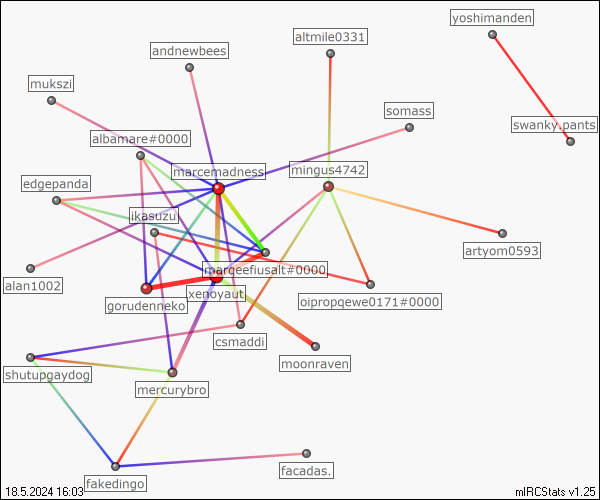 yoshimanden
altmile0331
andnewbees
mukszi
somass
swanky.pants
albamare#0000
marcemadness
mingus4742
edgepanda
ikasuzu
artyom0593
marqeefiusalt#0000
alan1002
xenoyaut
oipropqewe0171#0000
gorudenneko
csmaddi
moonraven
shutupgaydog
mercurybro
facadas.
fakedingo
18.5.2024 16:03
mIRCStats v1.25